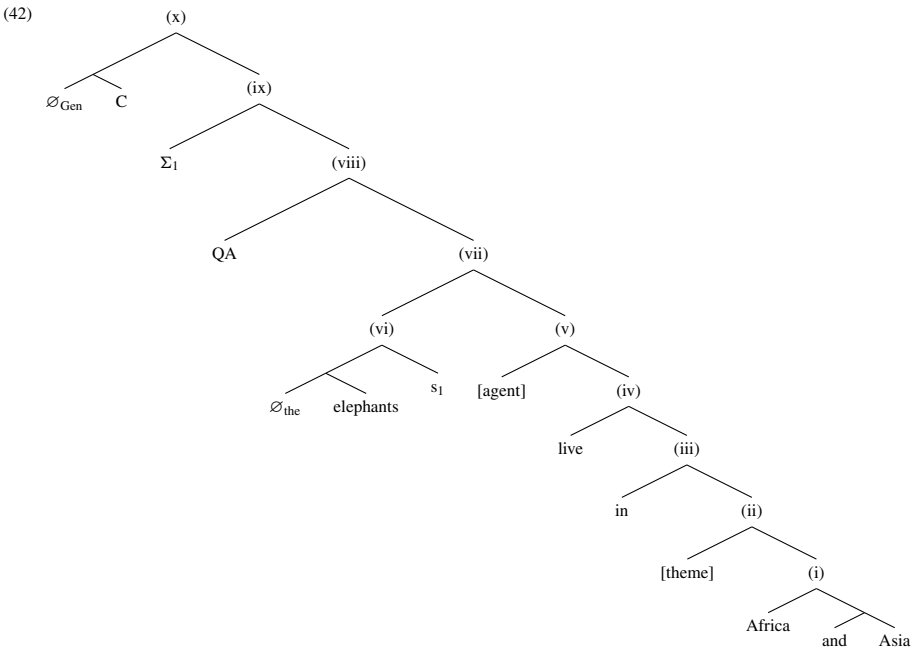 (42)
(x)
∅Gen C (ix)
Σ1 (viii)
QA (vii)
(vi) (v)
∅the elephants s1 [agent] (iv)
live (iii)
in (ii)
[theme] (i)
Africa and Asia